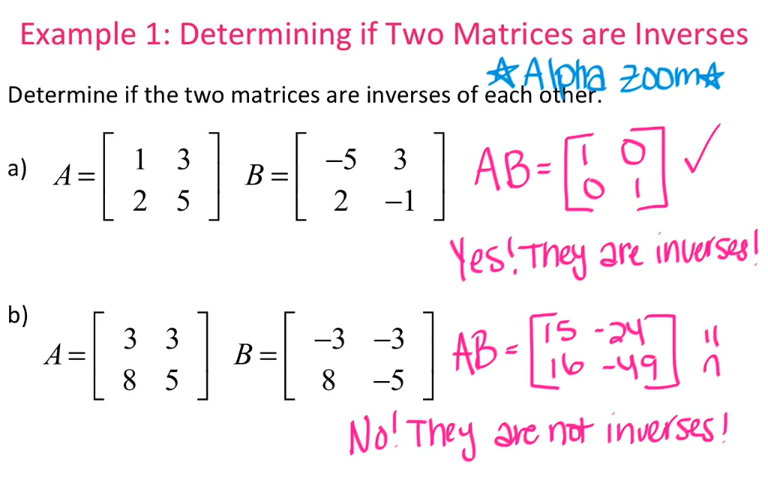 Example 1: Determining if Two Matrices are Inverses
☆Alpha zoom☆
Determine if the two matrices are inverses of each other.
a) A = [ 1 3 B = [ -5 3 AB = [ 1 0 ✓
2 5 ] 2 -1 ] 0 1 ]
Yes! They are inverses!
b)
A = [ 3 3 B = [ -3 -3 AB = [ 15 -24
8 5 ] 8 -5 ] 16 -49 ]
No! They are not inverses!